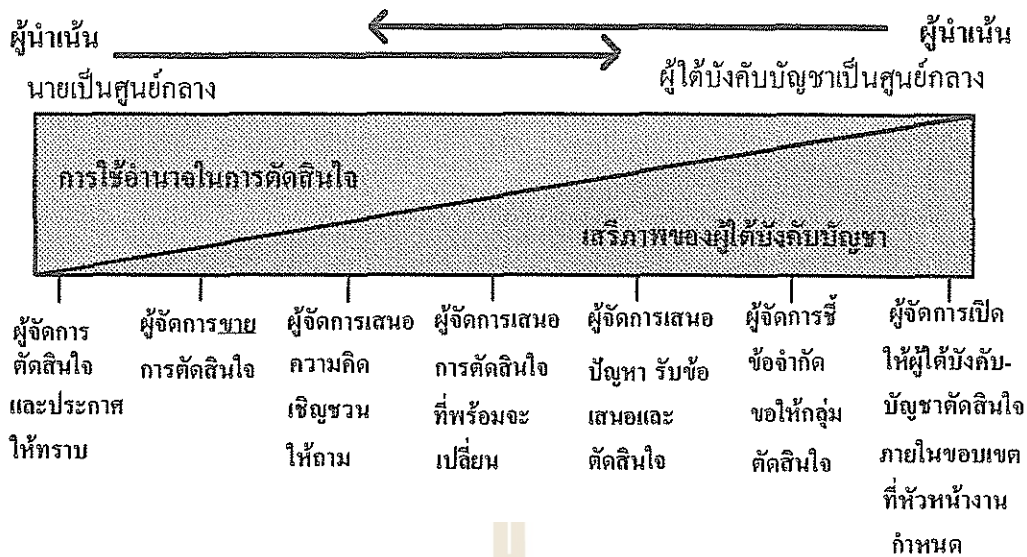 ผู้นำเน้น
นายเป็นศูนย์กลาง
ผู้นำเน้น
ผู้ใต้บังคับบัญชาเป็นศูนย์กลาง
การใช้อำนาจในการตัดสินใจ
เสรีภาพของผู้ใต้บังคับบัญชา
ผู้จัดการ
ตัดสินใจ
และประกาศ
ให้ทราบ
ผู้จัดการขาย
การตัดสินใจ
ผู้จัดการเสนอ
ความคิด
เชิญชวน
ให้ถาม
ผู้จัดการเสนอ
การตัดสินใจ
ที่พร้อมจะ
เปลี่ยน
ผู้จัดการเสนอ
ปัญหา รับข้อ
เสนอและ
ตัดสินใจ
ผู้จัดการชี้
ข้อจำกัด
ขอให้กลุ่ม
ตัดสินใจ
ผู้จัดการเปิด
ให้ผู้ใต้บังคับ-
บัญชาตัดสินใจ
ภายในขอบเขต
ที่หัวหน้างาน
กำหนด